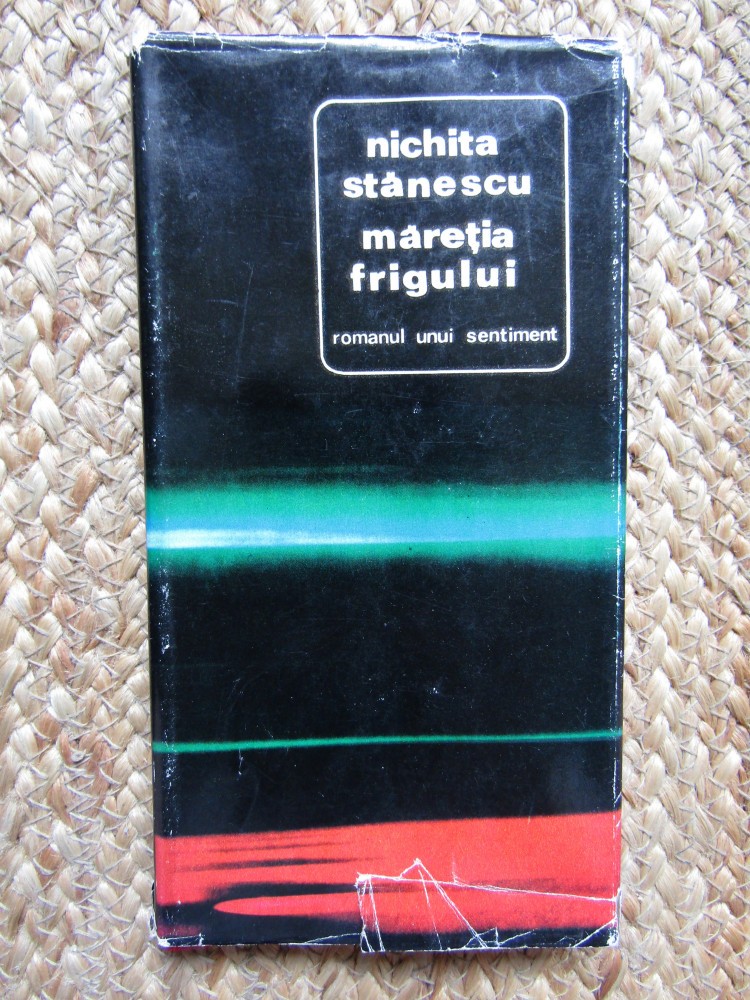 nichita
stănescu
măreția
frigului
romanul unui sentiment